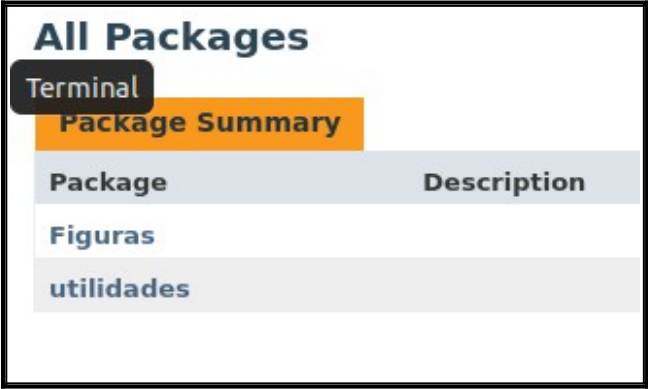 All Packages
Terminal
Package Summary
Package Description
Figuras
utilidades